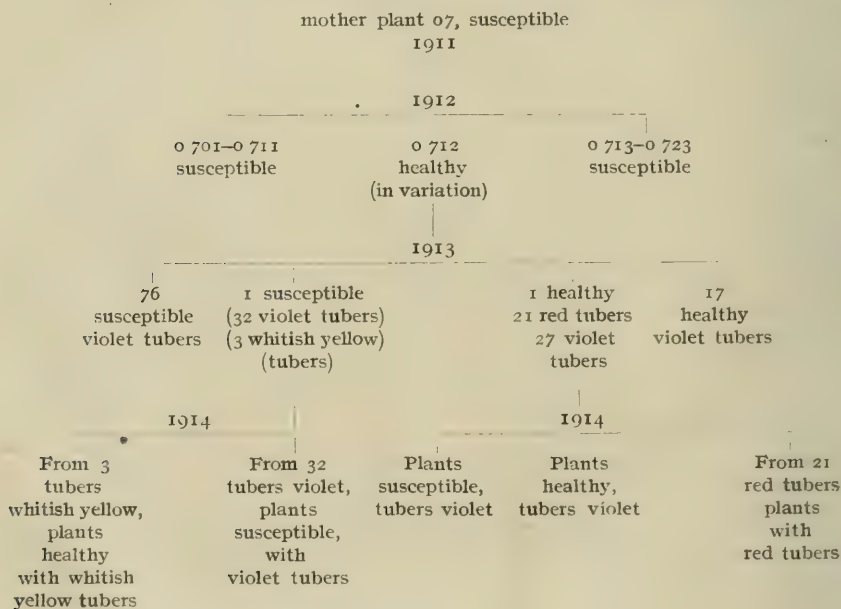 mother plant 07, susceptible
1911
1912
0 701–0 711
susceptible
0 712
healthy
(in variation)
0 713–0 723
susceptible
1913
76
susceptible
violet tubers
1 susceptible
(32 violet tubers)
(3 whitish yellow)
(tubers)
1 healthy
21 red tubers
27 violet
tubers
17
healthy
violet tubers
1914
1914
From 3
tubers
whitish yellow,
plants
healthy
with whitish
yellow tubers
From 32
tubers violet,
plants
susceptible,
with
violet tubers
Plants
susceptible,
tubers violet
Plants
healthy,
tubers violet
From 21
red tubers
plants
with
red tubers